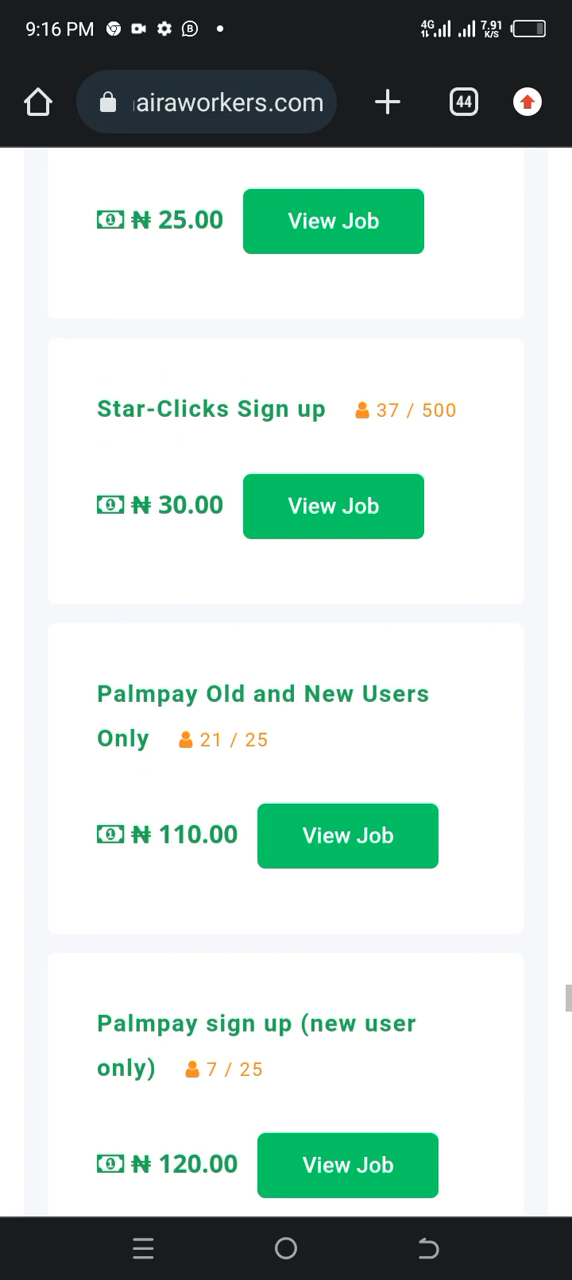 9:16 PM 4G 7.91 K/S
airaworkers.com 44
₦ 25.00 View Job
Star-Clicks Sign up 37 / 500
₦ 30.00 View Job
Palmpay Old and New Users
Only 21 / 25
₦ 110.00 View Job
Palmpay sign up (new user
only) 7 / 25
₦ 120.00 View Job